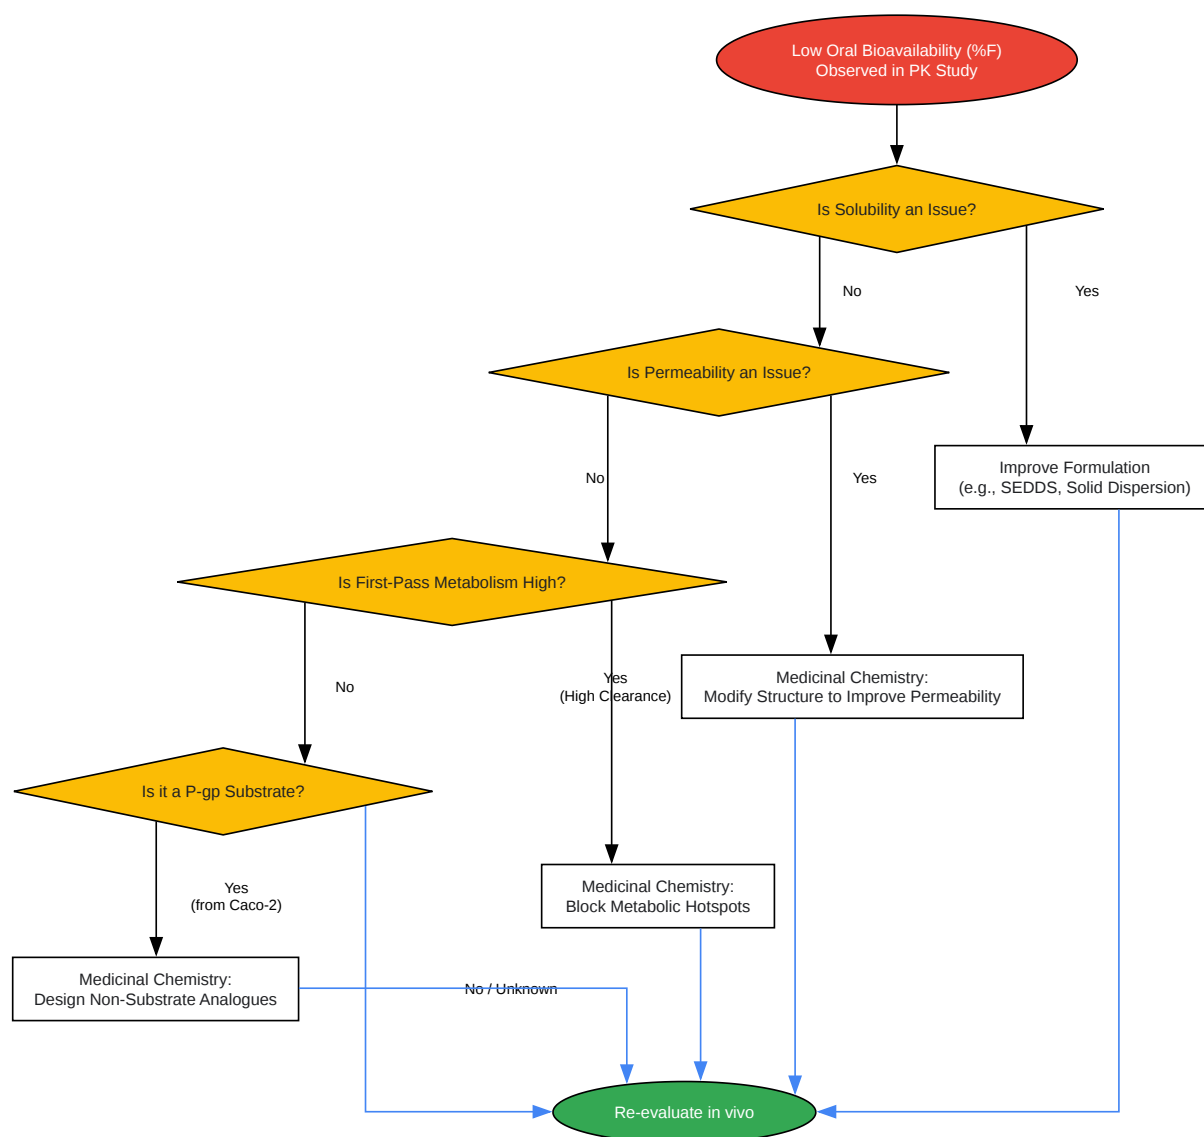 Low Oral Bioavailability (%F)
Observed in PK Study
Is Solubility an Issue?
No
Yes
Is Permeability an Issue?
No
Yes
Improve Formulation
(e.g., SEDDS, Solid Dispersion)
Is First-Pass Metabolism High?
No
Yes
(High Clearance)
Medicinal Chemistry:
Modify Structure to Improve Permeability
Is it a P-gp Substrate?
Yes
(from Caco-2)
Medicinal Chemistry:
Block Metabolic Hotspots
Medicinal Chemistry:
Design Non-Substrate Analogues
No / Unknown
Re-evaluate in vivo